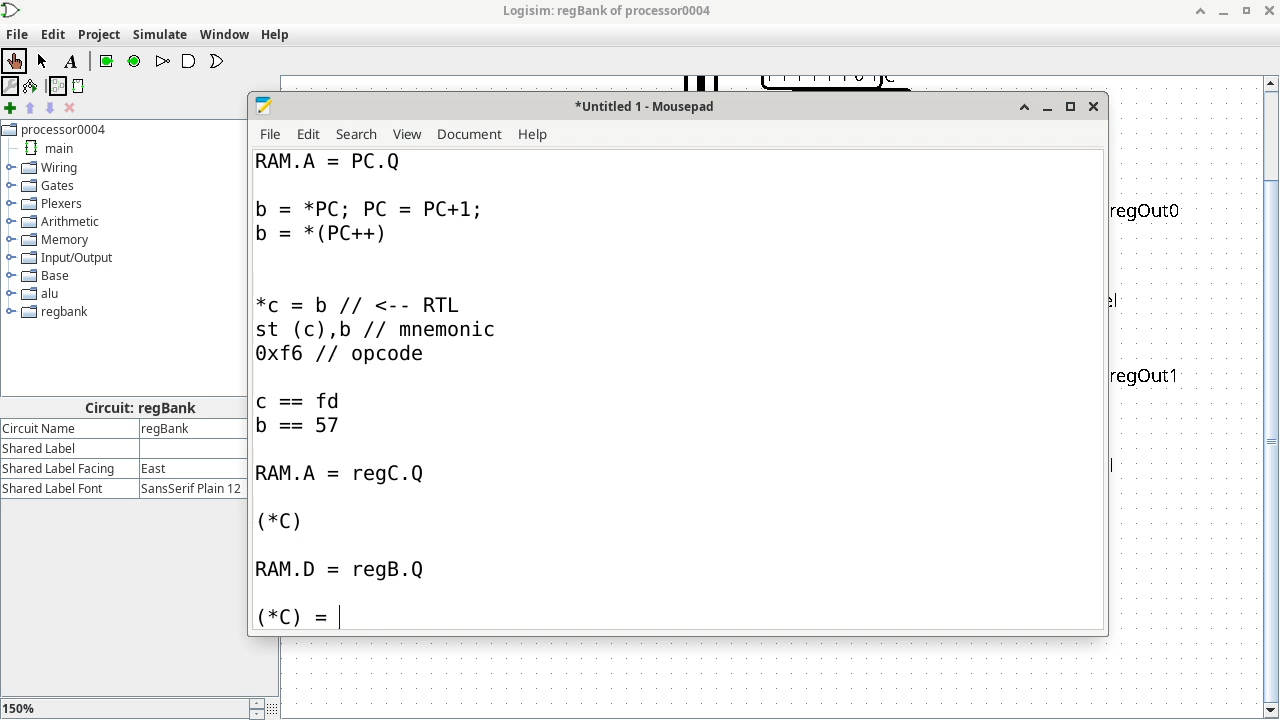 Logisim: regBank of processor0004
File Edit Project Simulate Window Help
A
processor0004
main
Wiring
Gates
Plexers
Arithmetic
Memory
Input/Output
Base
alu
regbank
Circuit: regBank
Circuit Name regBank
Shared Label
Shared Label Facing East
Shared Label Font SansSerif Plain 12
150%
*Untitled 1 - Mousepad
File Edit Search View Document Help
RAM.A = PC.Q
b = *PC; PC = PC+1;
b = *(PC++)
*c = b // <-- RTL
st (c),b // mnemonic
0xf6 // opcode
c == fd
b == 57
RAM.A = regC.Q
(*C)
RAM.D = regB.Q
(*C) =
regOut0
regOut1